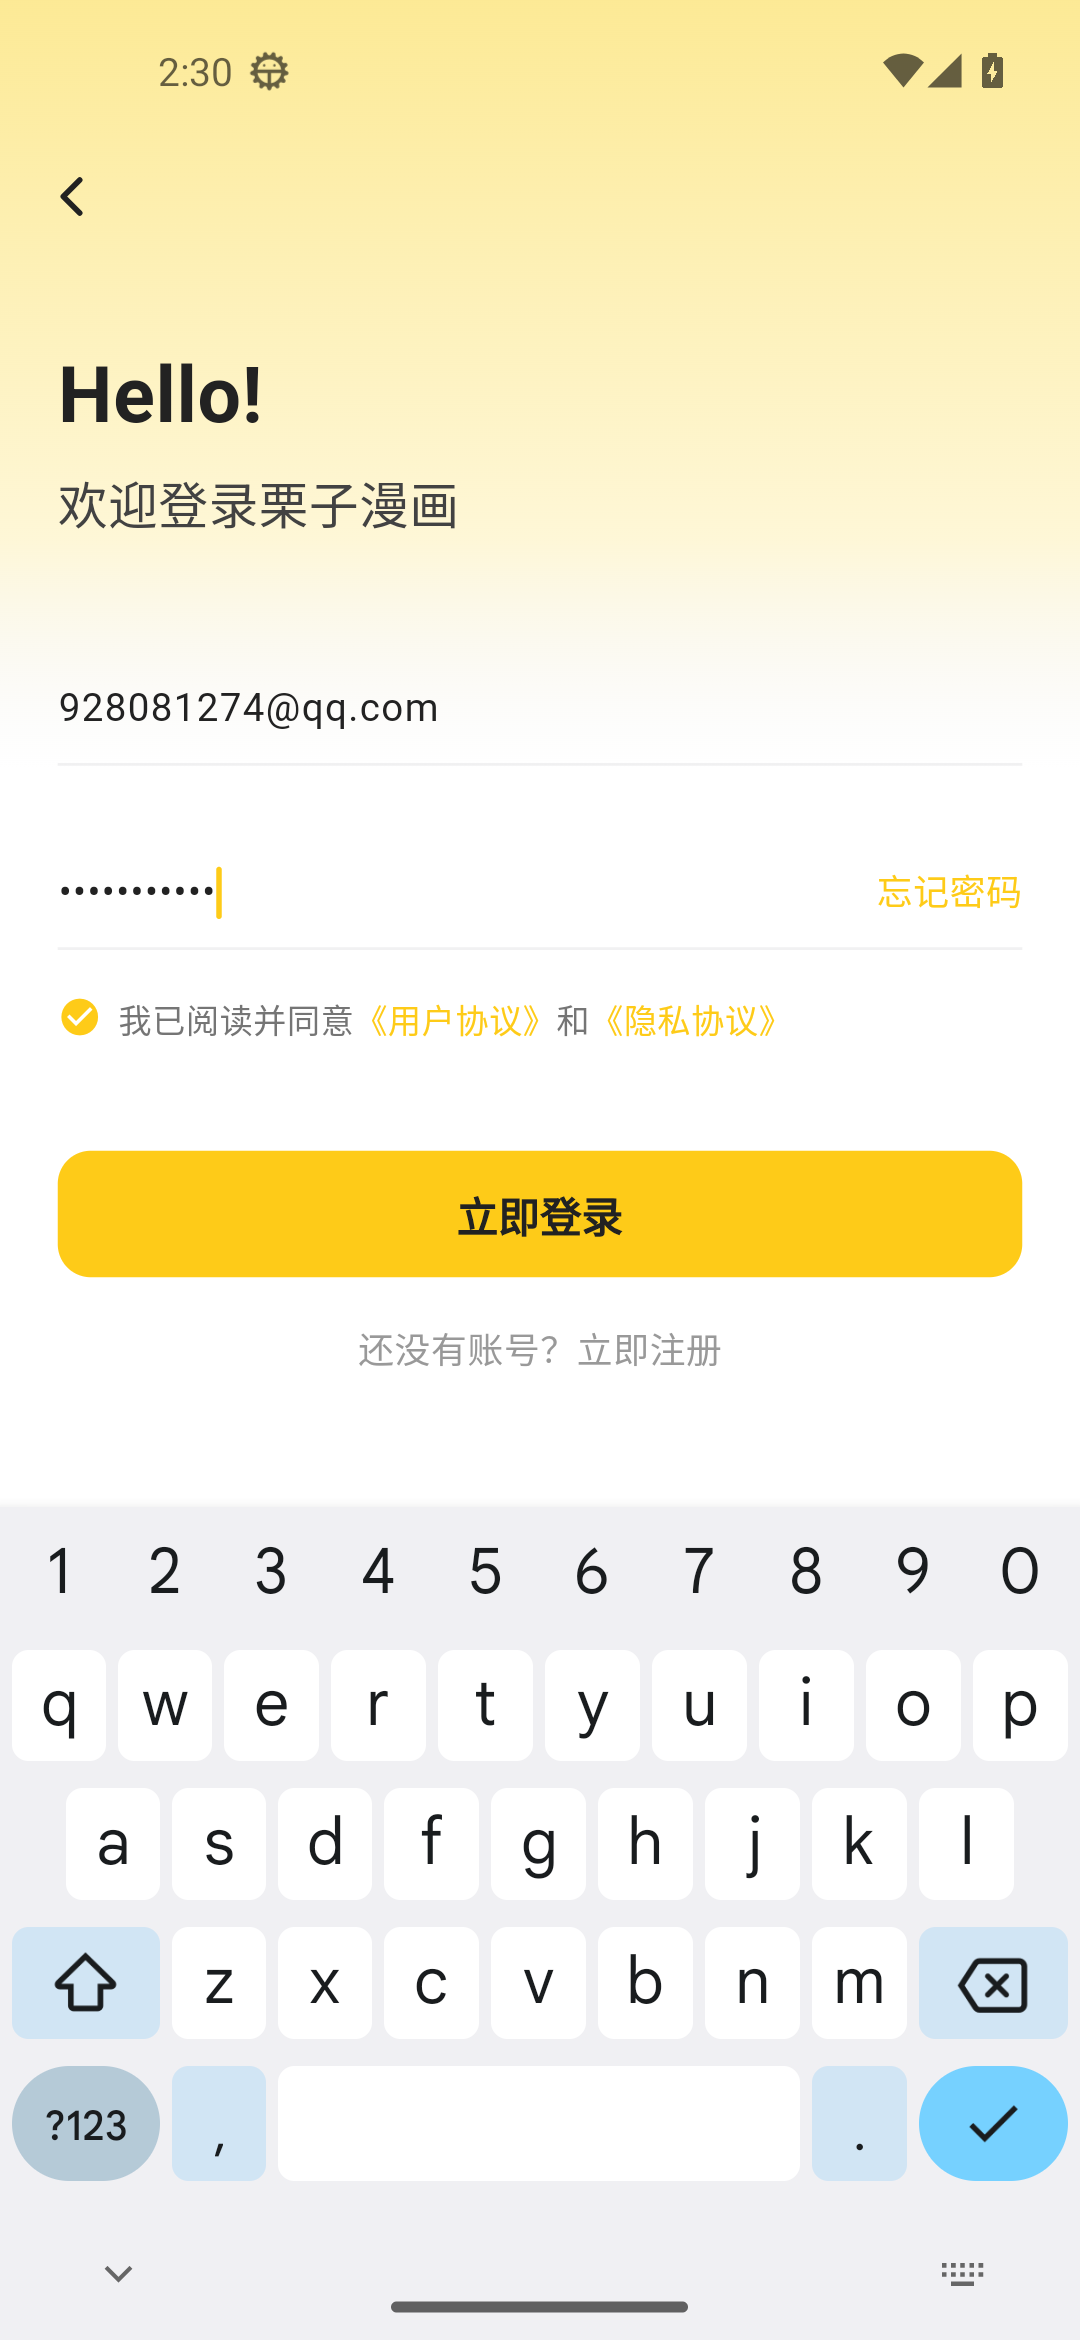 2:30
Hello!
欢迎登录栗子漫画
928081274@qq.com
•••••••••••
忘记密码
我已阅读并同意《用户协议》和《隐私协议》
立即登录
还没有账号？立即注册
1 2 3 4 5 6 7 8 9 0
q w e r t y u i o p
a s d f g h j k l
z x c v b n m
?123 , .